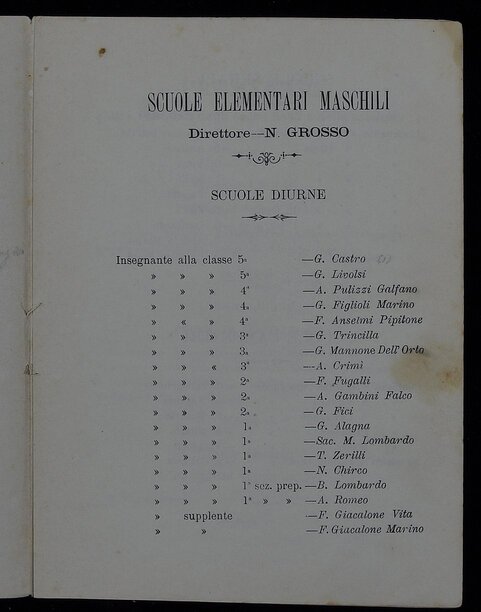 SCUOLE ELEMENTARI MASCHILI
Direttore--N. GROSSO
SCUOLE DIURNE
Insegnante alla classe 5ª —G. Castro
» » » 5ª —G. Livolsi
» » » 4ª —A. Pulizzi Galfano
» » » 4ª —G. Figlioli Marino
» « » 4ª —F. Anselmi Pipitone
» » » 3ª —G. Trincilla
» » » 3ª —G. Mannone Dell'Orto
» » « 3ª —A. Crimi
» » » 2ª —F. Fugalli
» » » 2ª —A. Gambini Falco
» » » 2ª —G. Fici
» » » 1ª —G. Alagna
» » » 1ª —Sac. M. Lombardo
» » » 1ª —T. Zerilli
» » » 1ª —N. Chirco
» » » 1ª sez. prep. —B. Lombardo
» » » 1ª » » —A. Romeo
» supplente —F. Giacalone Vita
» » —F. Giacalone Marino